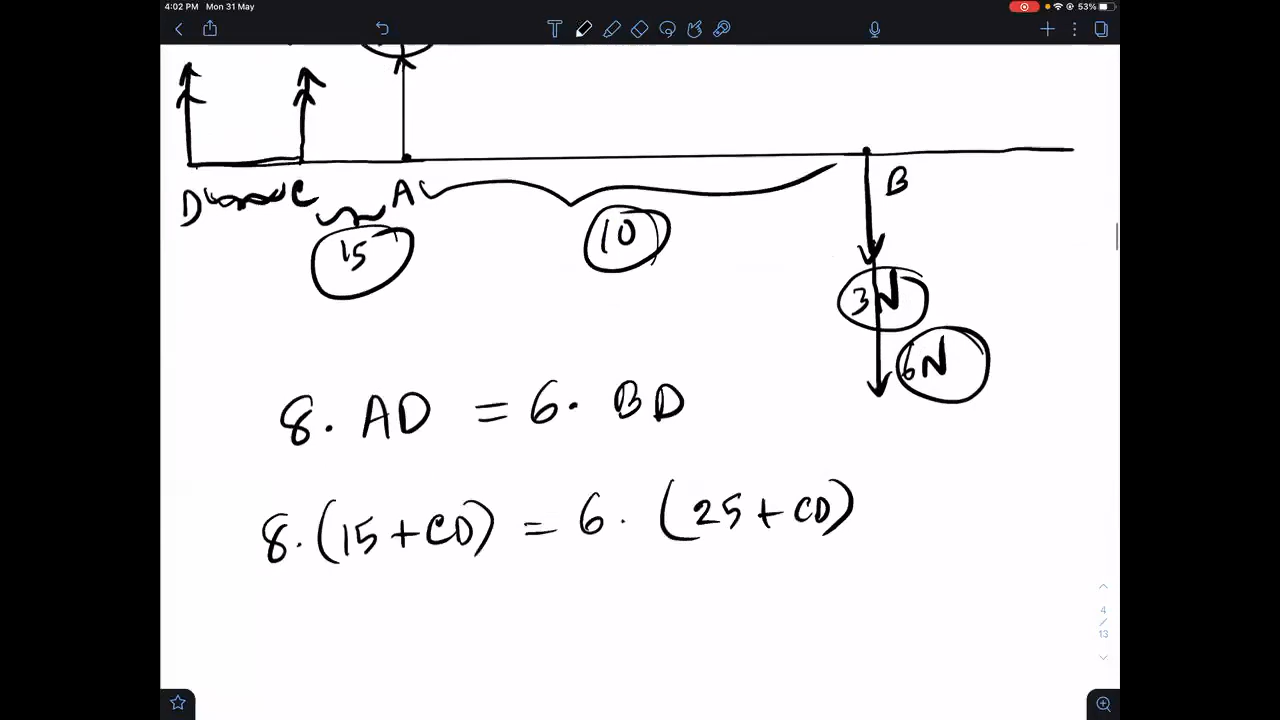 4:02 PM Mon 31 May
53%
D C A B
15
10
3N
6N
8. AD = 6. BD
8. (15 + CD) = 6. (25 + CD)
4
/
13